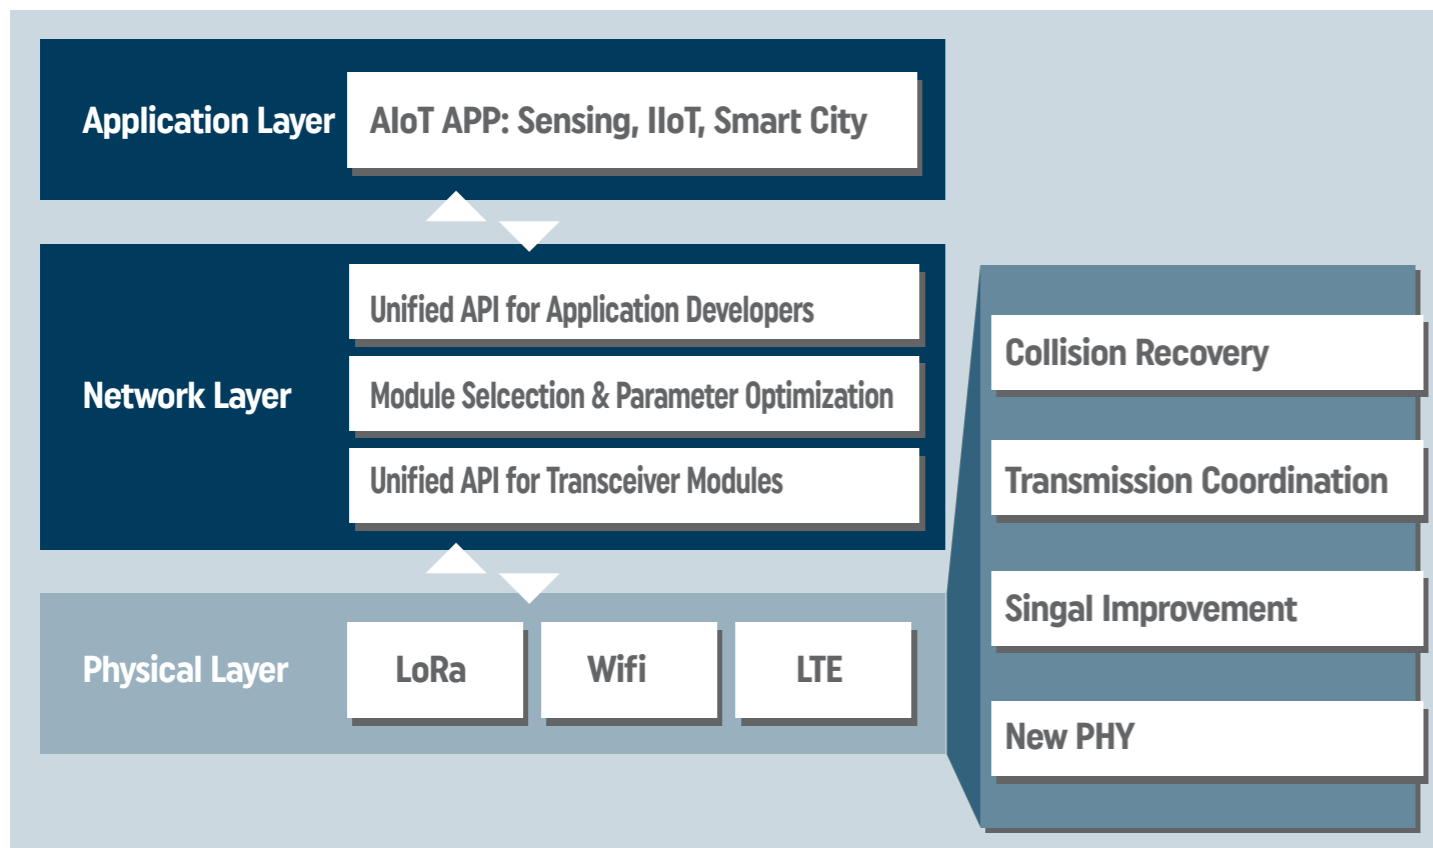 Application Layer
AIoT APP: Sensing, IIoT, Smart City
Network Layer
Unified API for Application Developers
Module Selcection & Parameter Optimization
Unified API for Transceiver Modules
Physical Layer
LoRa
Wifi
LTE
Collision Recovery
Transmission Coordination
Singal Improvement
New PHY